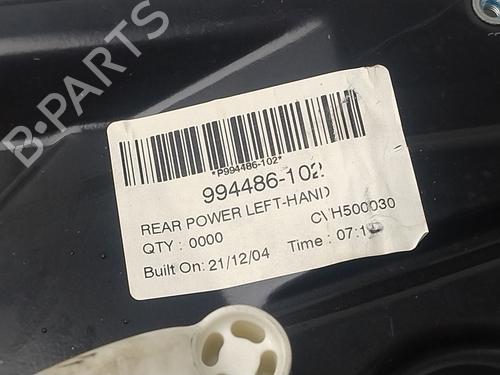 B-PARTS
*P994486-102*
994486-102
REAR POWER LEFT-HAND
QTY : 0000 CVH500030
Built On: 21/12/04 Time : 07:1